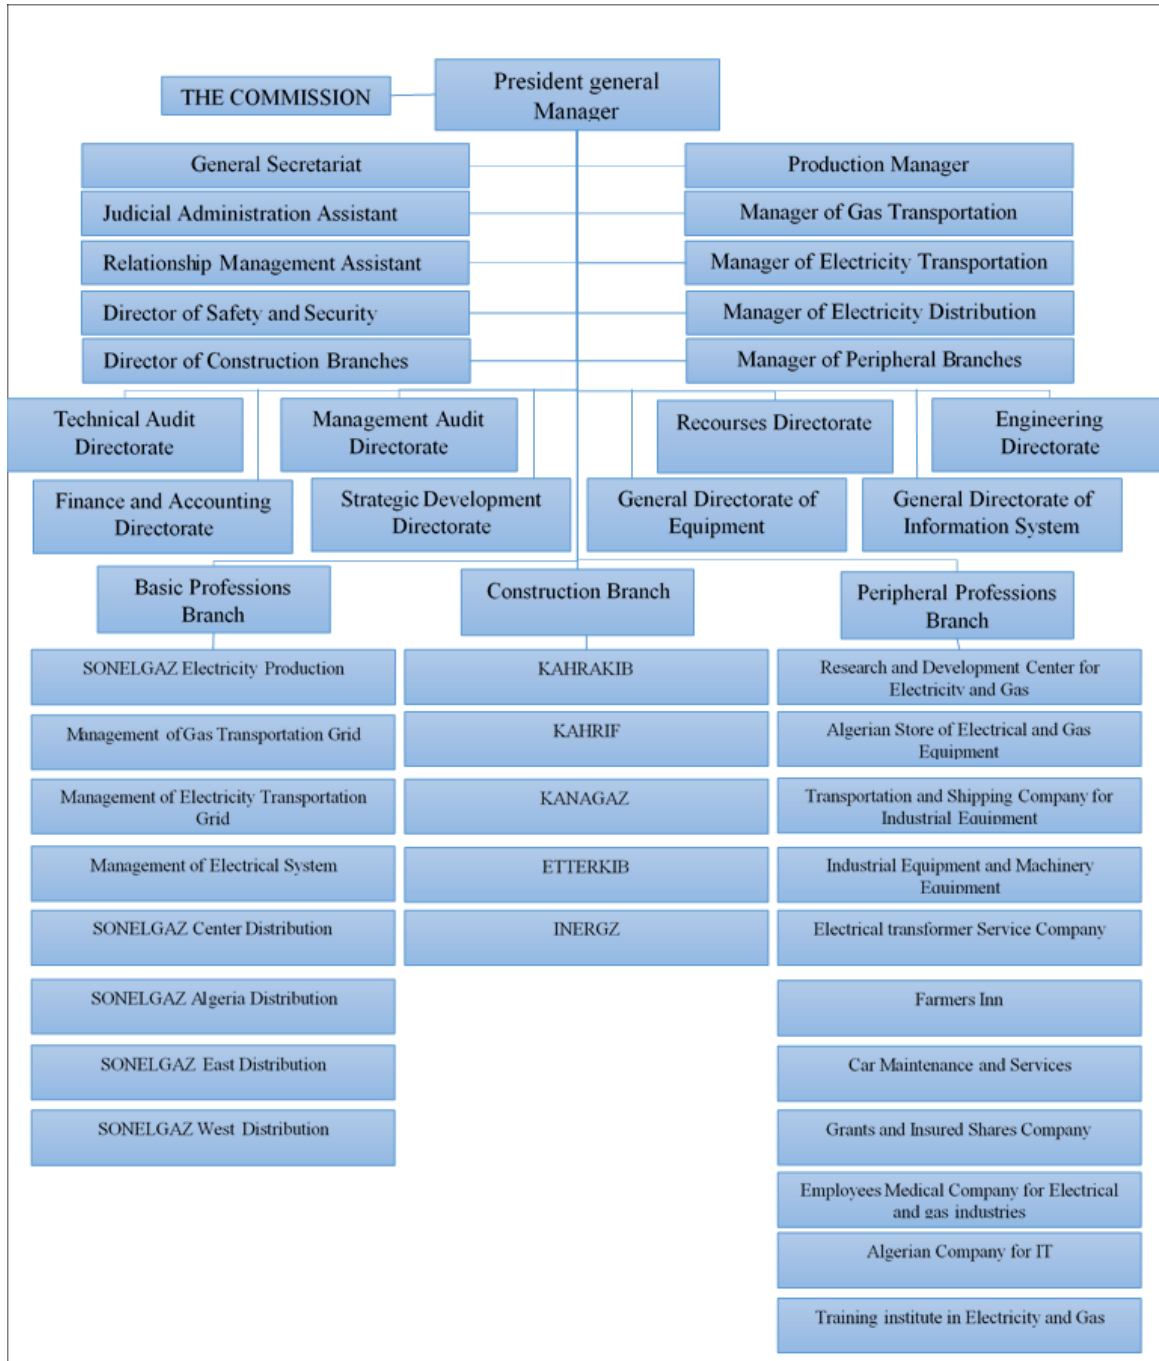 THE COMMISSION
President general
Manager
General Secretariat
Production Manager
Judicial Administration Assistant
Manager of Gas Transportation
Relationship Management Assistant
Manager of Electricity Transportation
Director of Safety and Security
Manager of Electricity Distribution
Director of Construction Branches
Manager of Peripheral Branches
Technical Audit
Directorate
Management Audit
Directorate
Recourses Directorate
Engineering
Directorate
Finance and Accounting
Directorate
Strategic Development
Directorate
General Directorate of
Equipment
General Directorate of
Information System
Basic Professions
Branch
Construction Branch
Peripheral Professions
Branch
SONELGAZ Electricity Production
Management of Gas Transportation Grid
Management of Electricity Transportation
Grid
Management of Electrical System
SONELGAZ Center Distribution
SONELGAZ Algeria Distribution
SONELGAZ East Distribution
SONELGAZ West Distribution
KAHRAKIB
KAHRIF
KANAGAZ
ETTERKIB
INERGZ
Research and Development Center for
Electricity and Gas
Algerian Store of Electrical and Gas
Equipment
Transportation and Shipping Company for
Industrial Equipment
Industrial Equipment and Machinery
Equipment
Electrical transformer Service Company
Farmers Inn
Car Maintenance and Services
Grants and Insured Shares Company
Employees Medical Company for Electrical
and gas industries
Algerian Company for IT
Training institute in Electricity and Gas